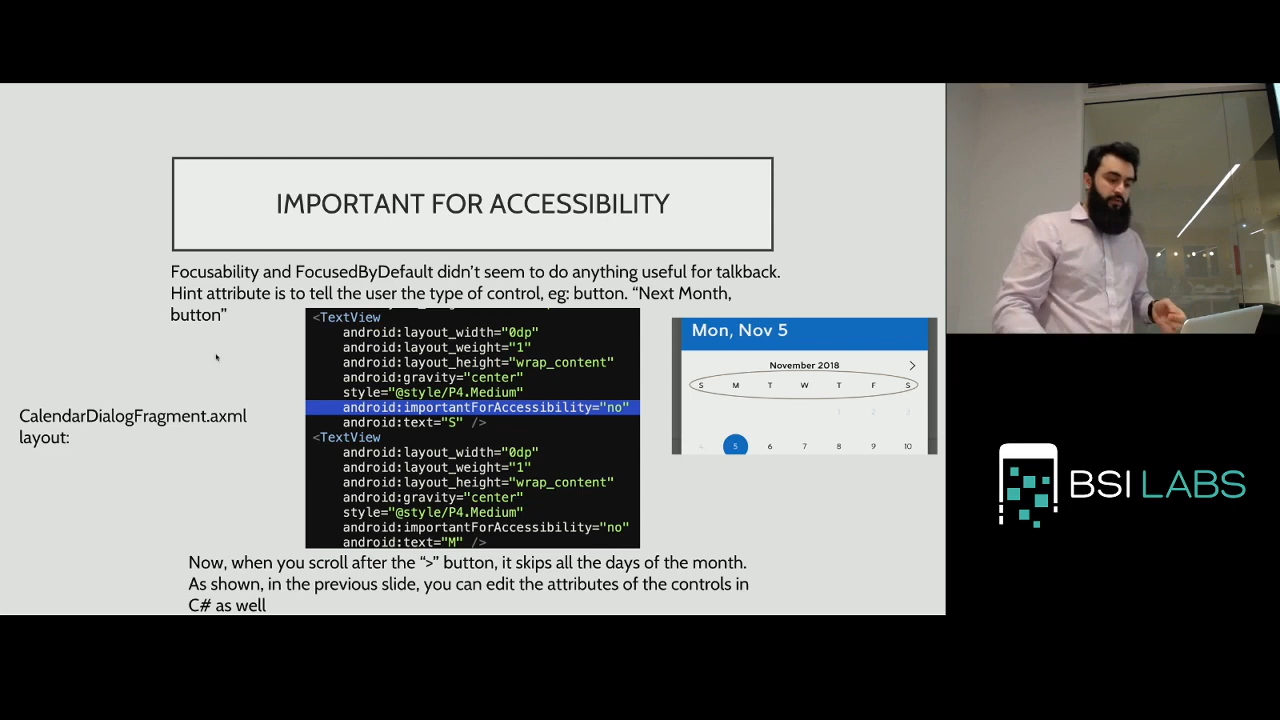 IMPORTANT FOR ACCESSIBILITY
Focusability and FocusedByDefault didn't seem to do anything useful for talkback.
Hint attribute is to tell the user the type of control, eg: button. “Next Month,
button”
CalendarDialogFragment.axml
layout:
<TextView
android:layout_width="0dp"
android:layout_weight="1"
android:layout_height="wrap_content"
android:gravity="center"
style="@style/P4.Medium"
android:importantForAccessibility="no"
android:text="S" />
<TextView
android:layout_width="0dp"
android:layout_weight="1"
android:layout_height="wrap_content"
android:gravity="center"
style="@style/P4.Medium"
android:importantForAccessibility="no"
android:text="M" />
Mon, Nov 5
November 2018 >
S M T W T F S
1 2 3
4 5 6 7 8 9 10
Now, when you scroll after the “>” button, it skips all the days of the month.
As shown, in the previous slide, you can edit the attributes of the controls in
C# as well
BSI LABS